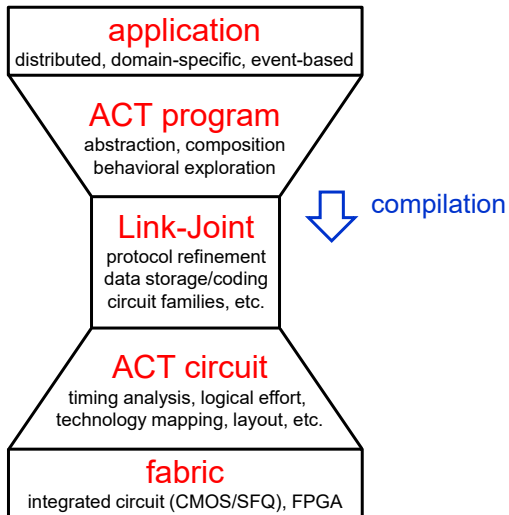 application
distributed, domain-specific, event-based
ACT program
abstraction, composition
behavioral exploration
compilation
Link-Joint
protocol refinement
data storage/coding
circuit families, etc.
ACT circuit
timing analysis, logical effort,
technology mapping, layout, etc.
fabric
integrated circuit (CMOS/SFQ), FPGA